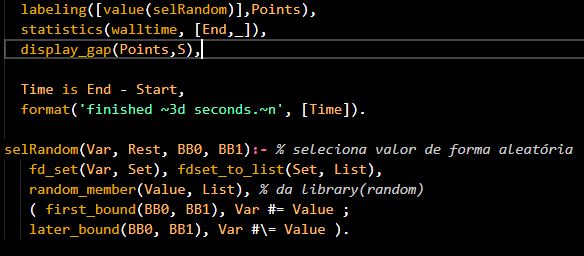 labeling([value(selRandom)],Points),
statistics(walltime, [End,_]),
display_gap(Points,S),
Time is End - Start,
format('finished ~3d seconds.~n', [Time]).
selRandom(Var, Rest, BB0, BB1):- % seleciona valor de forma aleatória
fd_set(Var, Set), fdset_to_list(Set, List),
random_member(Value, List), % da library(random)
( first_bound(BB0, BB1), Var #= Value ;
later_bound(BB0, BB1), Var #\= Value ).